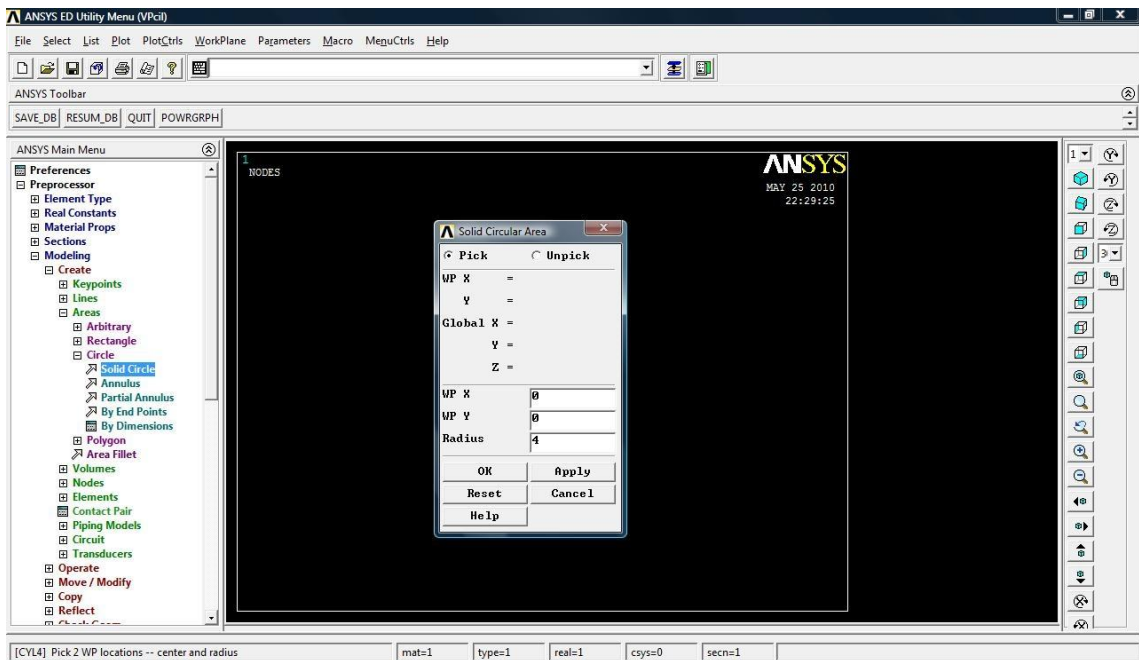 ANSYS ED Utility Menu (VPcil)
File Select List Plot PlotCtrls WorkPlane Parameters Macro MenuCtrls Help
ANSYS Toolbar
SAVE_DB RESUM_DB QUIT POWRGRPH
ANSYS Main Menu
Preferences
Preprocessor
Element Type
Real Constants
Material Props
Sections
Modeling
Create
Keypoints
Lines
Areas
Arbitrary
Rectangle
Circle
Solid Circle
Annulus
Partial Annulus
By End Points
By Dimensions
Polygon
Area Fillet
Volumes
Nodes
Elements
Contact Pair
Piping Models
Circuit
Transducers
Operate
Move / Modify
Copy
Reflect
1
NODES
ANSYS
MAY 25 2010
22:29:25
Solid Circular Area
Pick Unpick
WP X =
Y =
Global X =
Y =
Z =
WP X 0
WP Y 0
Radius 4
OK Apply
Reset Cancel
Help
1
[CYL4] Pick 2 WP locations -- center and radius
mat=1 type=1 real=1 csys=0 secn=1